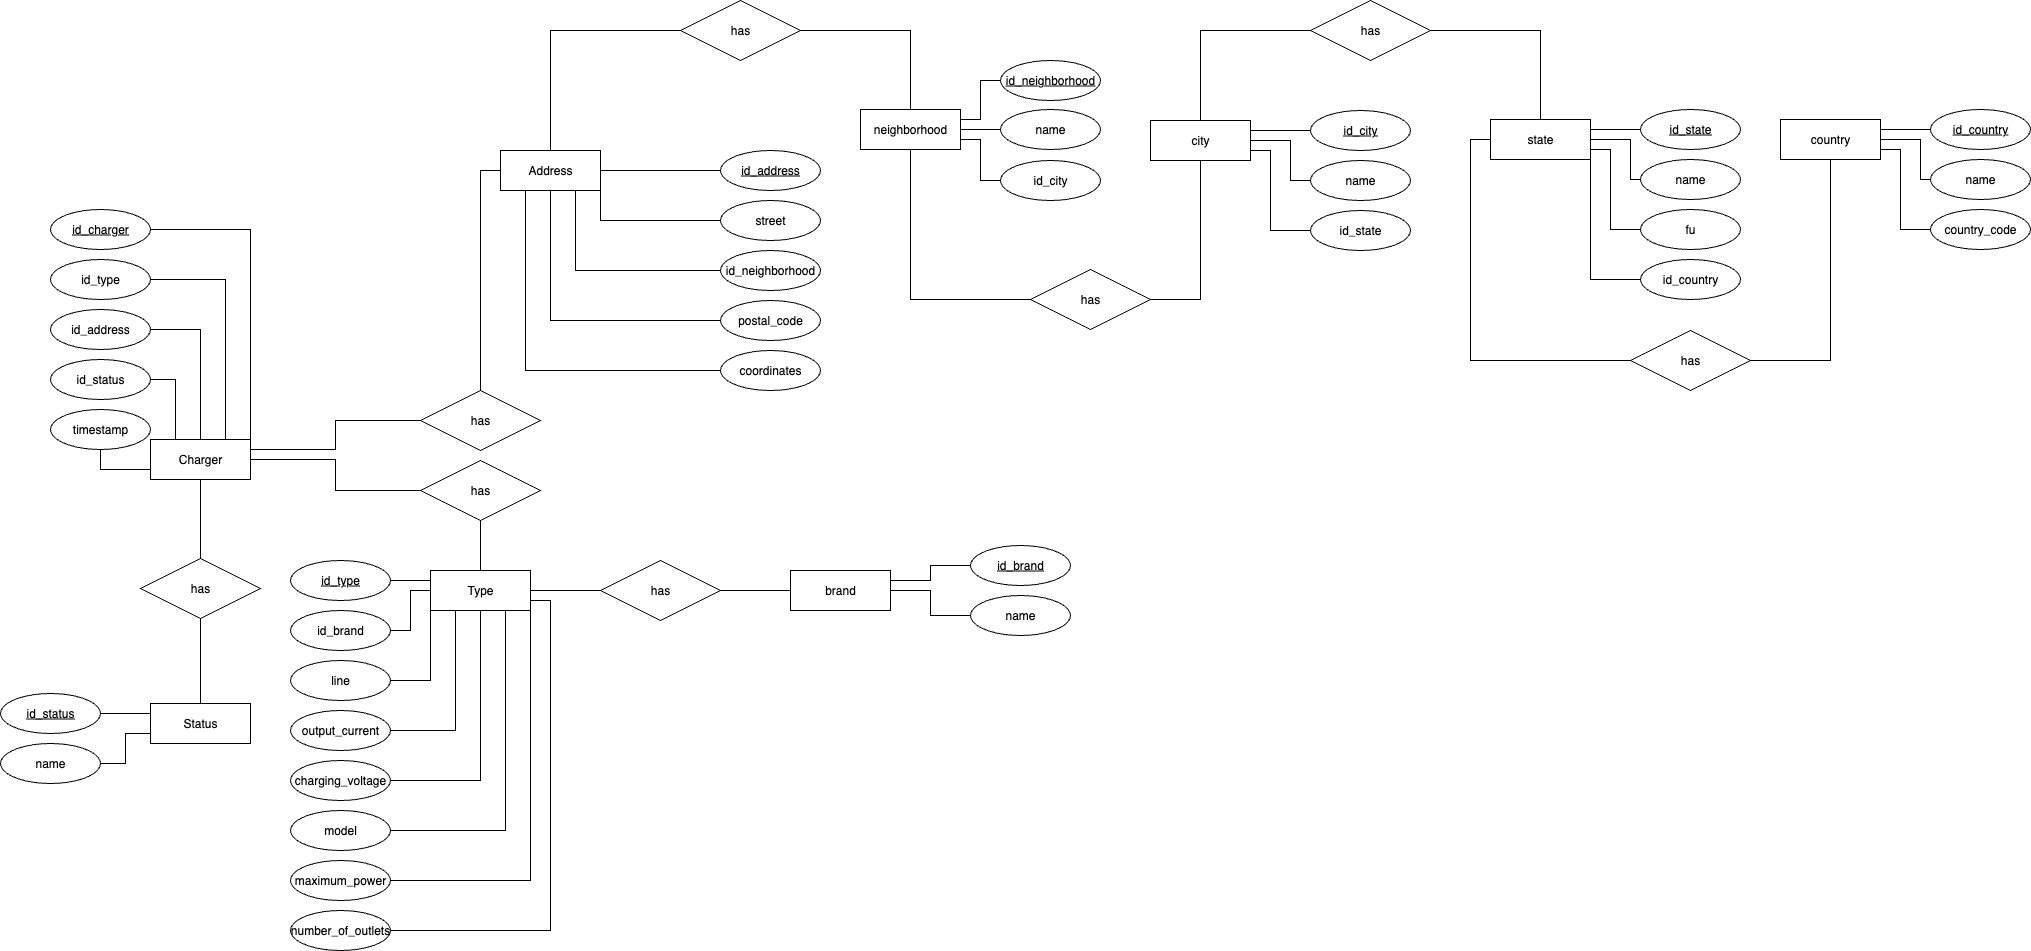 has
has
id_neighborhood
neighborhood
name
id_city
city
id_city
name
id_state
state
id_state
name
fu
id_country
country
id_country
name
country_code
Address
id_address
street
id_neighborhood
postal_code
coordinates
has
has
id_charger
id_type
id_address
id_status
timestamp
Charger
has
has
has
Type
has
brand
id_brand
name
id_type
id_brand
line
output_current
charging_voltage
model
maximum_power
number_of_outlets
Status
id_status
name